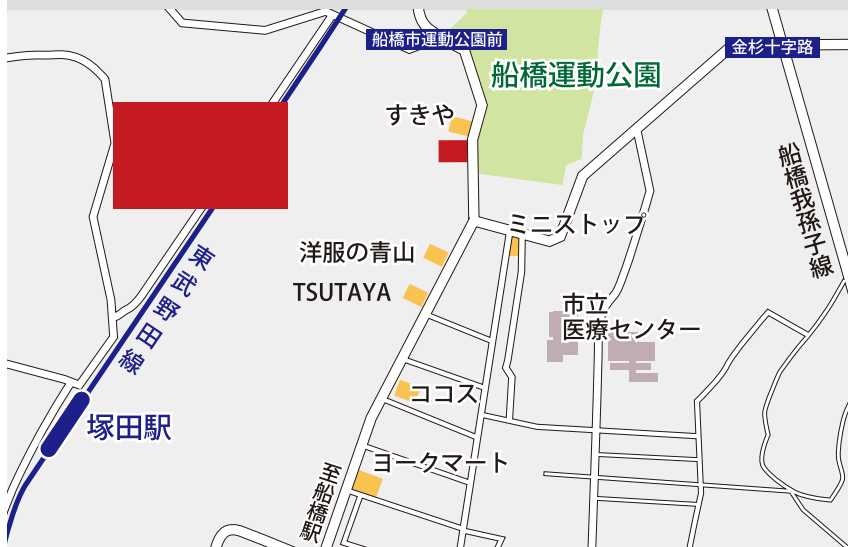 船橋市運動公園前
金杉十字路
船橋運動公園
すきや
船橋我孫子線
ミニストップ
洋服の青山
東武野田線
TSUTAYA
市立
医療センター
ココス
塚田駅
ヨークマート
至船橋駅